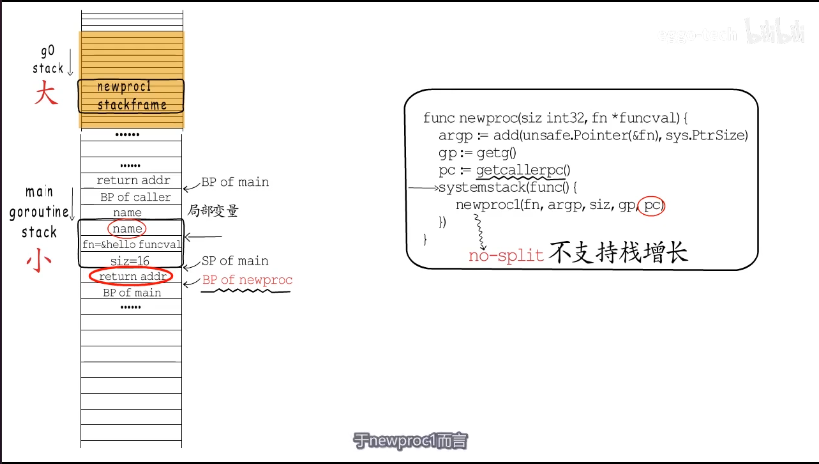 g0
stack
大
newproc1
stackframe
••••••
••••••
return addr
BP of main
BP of caller
name
局部变量
main
goroutine
stack
小
name
fn=&hello funcval
siz=16
SP of main
return addr
BP of newproc
BP of main
••••••
func newproc(siz int32, fn *funcval) {
argp := add(unsafe.Pointer(&fn), sys.PtrSize)
gp := getg()
pc := getcallerpc()
systemstack(func() {
newproc1(fn, argp, siz, gp, pc)
})
}
no-split 不支持栈增长
于newproc1而言